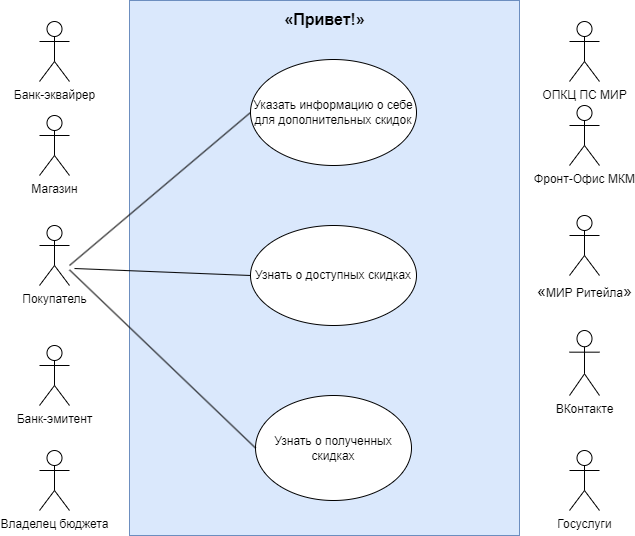 «Привет!»
Банк-эквайрер
Магазин
Покупатель
Банк-эмитент
Владелец бюджета
Указать информацию о себе
для дополнительных скидок
Узнать о доступных скидках
Узнать о полученных
скидках
ОПКЦ ПС МИР
Фронт-Офис МКМ
«МИР Ритейла»
ВКонтакте
Госуслуги